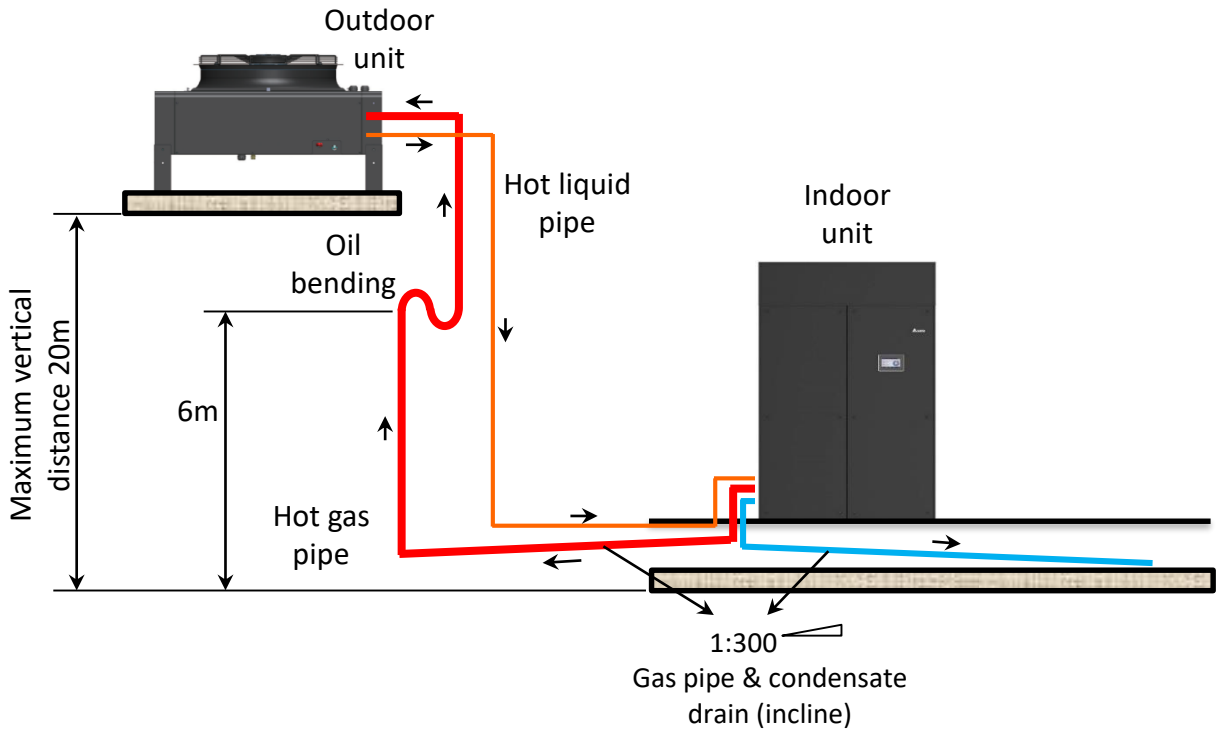 Outdoor
unit
Hot liquid
pipe
Indoor
unit
Oil
bending
Maximum vertical
distance 20m
6m
Hot gas
pipe
1:300
Gas pipe & condensate
drain (incline)